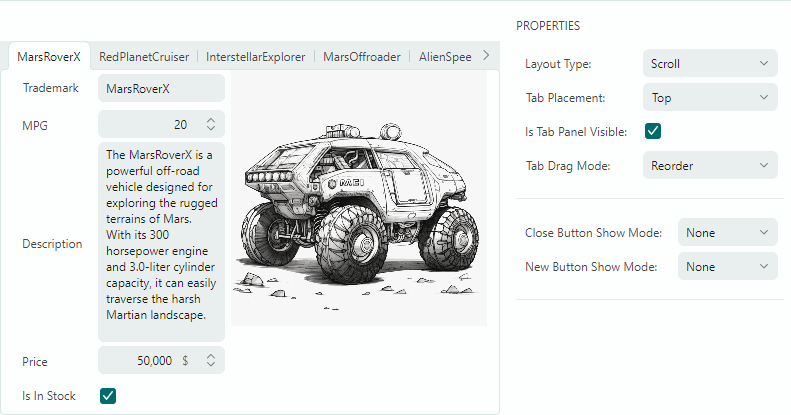 MarsRoverX RedPlanetCruiser InterstellarExplorer MarsOffroader AlienSpee
Trademark MarsRoverX
MPG 20
Description
The MarsRoverX is a
powerful off-road
vehicle designed for
exploring the rugged
terrains of Mars.
With its 300
horsepower engine
and 3.0-liter cylinder
capacity, it can easily
traverse the harsh
Martian landscape.
Price 50,000 $
Is In Stock
PROPERTIES
Layout Type: Scroll
Tab Placement: Top
Is Tab Panel Visible:
Tab Drag Mode: Reorder
Close Button Show Mode: None
New Button Show Mode: None